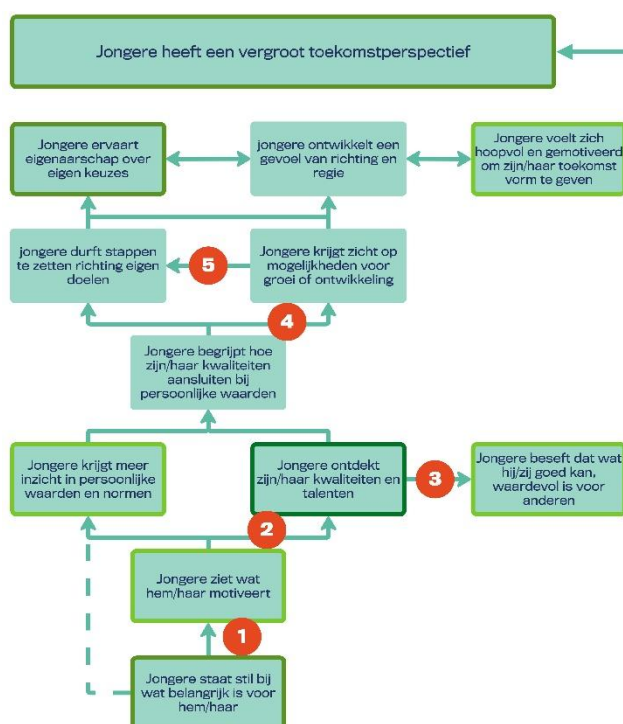 Jongere heeft een vergroot toekomstperspectief
Jongere ervaart
eigenaarschap over
eigen keuzes
jongere ontwikkelt een
gevoel van richting en
regie
Jongere voelt zich
hoopvol en gemotiveerd
om zijn/haar toekomst
vorm te geven
jongere durft stappen
te zetten richting eigen
doelen
5
Jongere krijgt zicht op
mogelijkheden voor
groei of ontwikkeling
4
Jongere begrijpt hoe
zijn/haar kwaliteiten
aansluiten bij
persoonlijke waarden
Jongere krijgt meer
inzicht in persoonlijke
waarden en normen
Jongere ontdekt
zijn/haar kwaliteiten en
talenten
3
Jongere beseft dat wat
hij/zij goed kan,
waardevol is voor
anderen
2
Jongere ziet wat
hem/haar motiveert
1
Jongere staat stil bij
wat belangrijk is voor
hem/haar